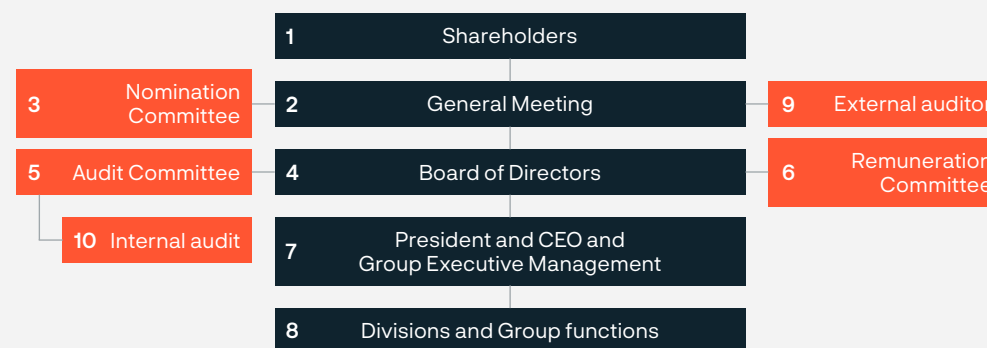 1 Shareholders
3 Nomination
Committee
2 General Meeting
9 External auditor
5 Audit Committee
4 Board of Directors
6 Remuneration
Committee
10 Internal audit
7 President and CEO and
Group Executive Management
8 Divisions and Group functions